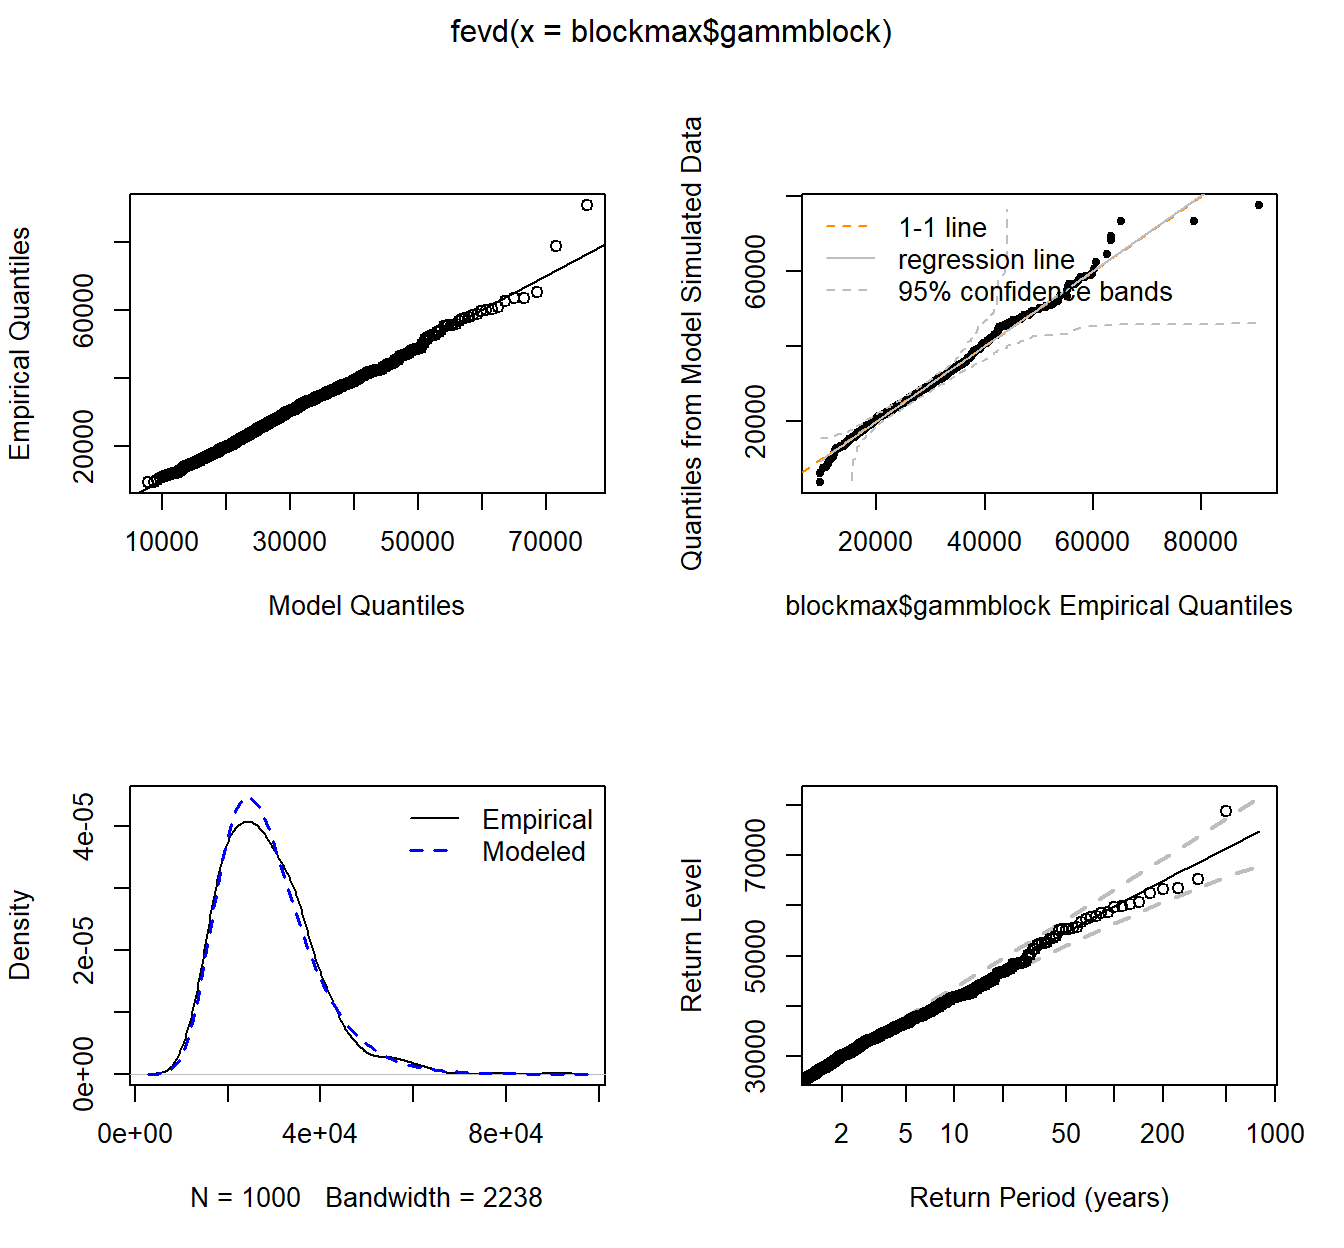 fevd(x = blockmax$gammblock)
Empirical Quantiles
20000
60000
10000
30000
50000
70000
Model Quantiles
Quantiles from Model Simulated Data
20000
60000
1-1 line
regression line
95% confidence bands
20000
40000
60000
80000
blockmax$gammblock Empirical Quantiles
Density
0e+00
2e-05
4e-05
Empirical
Modeled
0e+00
4e+04
8e+04
N = 1000   Bandwidth = 2238
Return Level
30000
50000
70000
2
5
10
50
200
1000
Return Period (years)